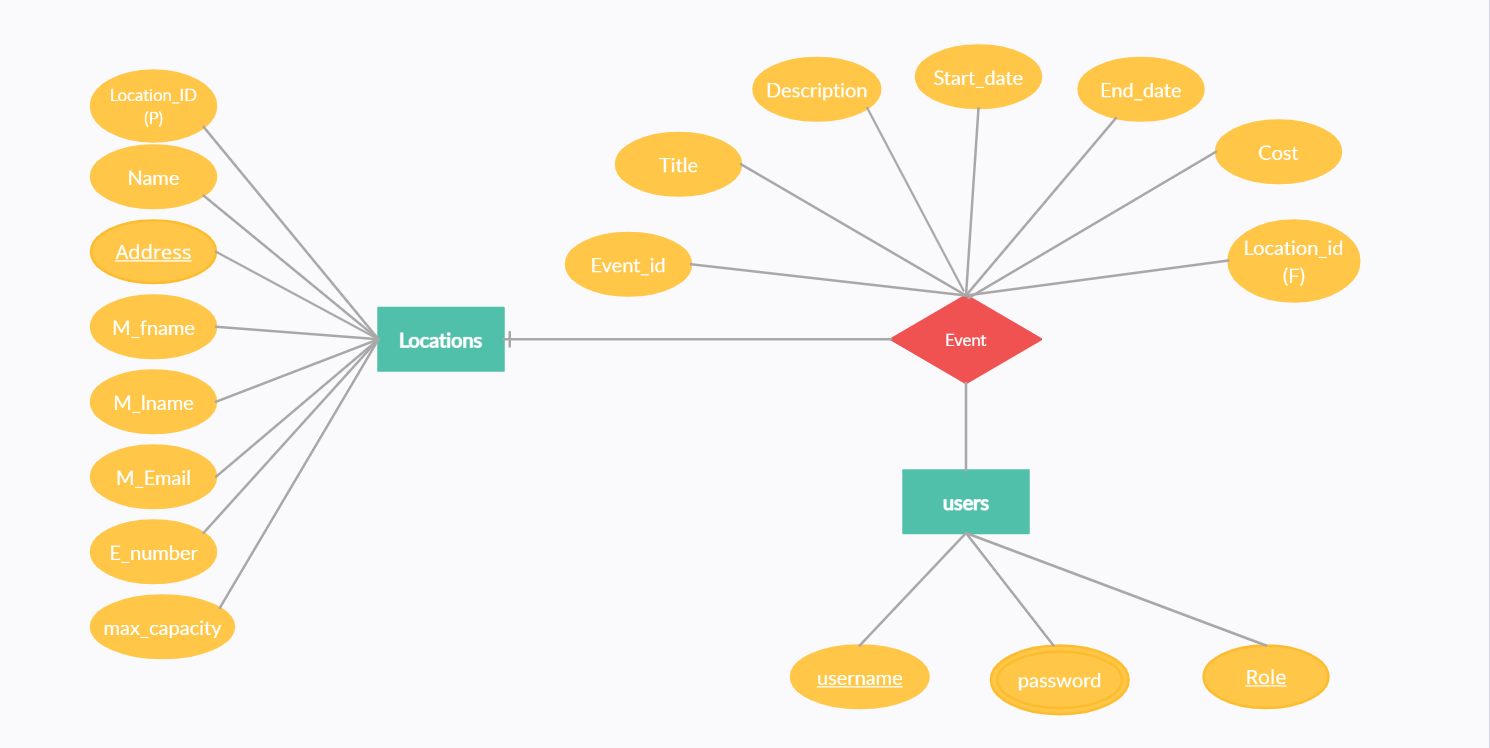 Location_ID
(P)
Name
Address
M_fname
M_lname
M_Email
E_number
max_capacity
Locations
Event_id
Title
Description
Start_date
End_date
Cost
Location_id
(F)
Event
users
username
password
Role